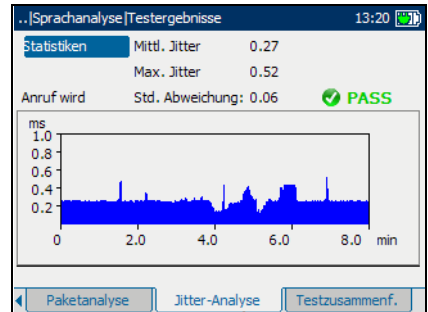 ..|Sprachanalyse|Testergebnisse 13:20
Statistiken Mittl. Jitter 0.27
Max. Jitter 0.52
Anruf wird Std. Abweichung: 0.06 PASS
ms
1.0
0.8
0.6
0.4
0.2
0 2.0 4.0 6.0 8.0 min
Paketanalyse Jitter-Analyse Testzusammenf.